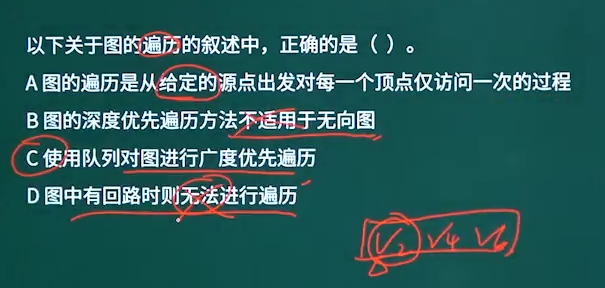 以下关于图的遍历的叙述中，正确的是（ ）。
A 图的遍历是从给定的源点出发对每一个顶点仅访问一次的过程
B 图的深度优先遍历方法不适用于无向图
C 使用队列对图进行广度优先遍历
D 图中有回路时则无法进行遍历
V₂ V₄ V₆